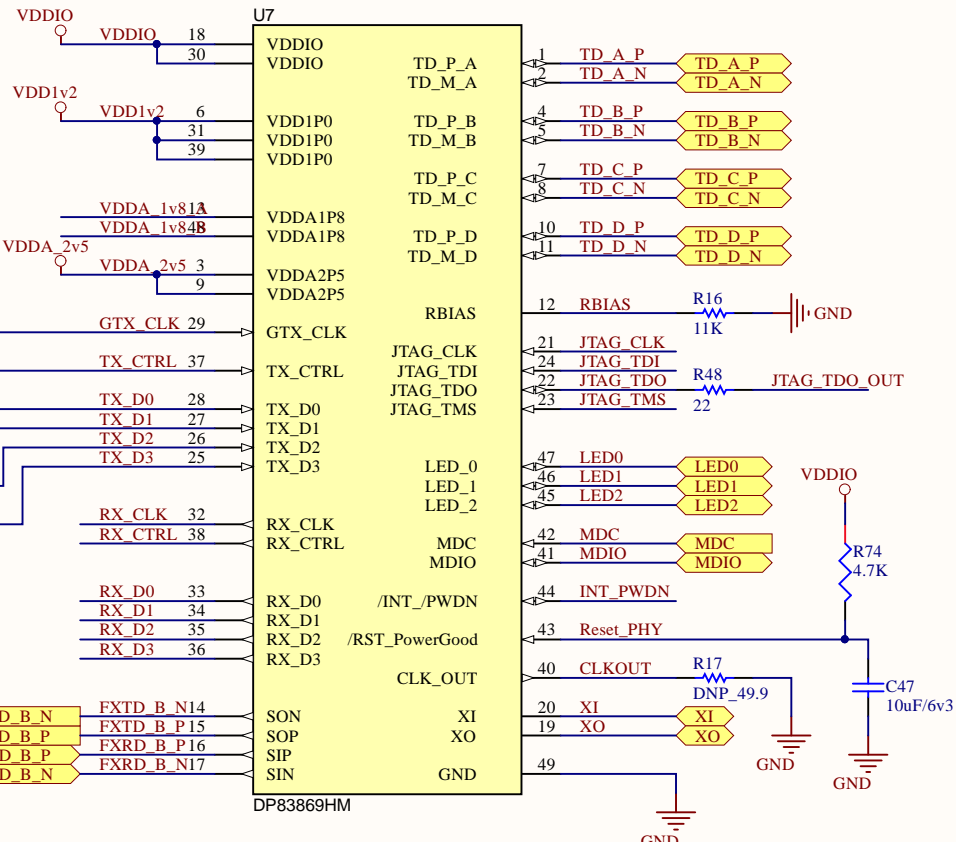 U7
VDDIO
VDDIO 18 VDDIO
30 VDDIO
VDD1v2
VDD1v2 6 VDD1P0
31 VDD1P0
39 VDD1P0
VDDA_1v8_A 13 VDDA1P8
VDDA_1v8_B 48 VDDA1P8
VDDA_2v5
VDDA_2v5 3 VDDA2P5
9 VDDA2P5
GTX_CLK 29 GTX_CLK
TX_CTRL 37 TX_CTRL
TX_D0 28 TX_D0
TX_D1 27 TX_D1
TX_D2 26 TX_D2
TX_D3 25 TX_D3
RX_CLK 32 RX_CLK
RX_CTRL 38 RX_CTRL
RX_D0 33 RX_D0
RX_D1 34 RX_D1
RX_D2 35 RX_D2
RX_D3 36 RX_D3
D_B_N FXTD_B_N 14 SON
D_B_P FXTD_B_P 15 SOP
D_B_P FXRD_B_P 16 SIP
D_B_N FXRD_B_N 17 SIN
TD_P_A 1 TD_A_P TD_A_P
TD_M_A 2 TD_A_N TD_A_N
TD_P_B 4 TD_B_P TD_B_P
TD_M_B 5 TD_B_N TD_B_N
TD_P_C 7 TD_C_P TD_C_P
TD_M_C 8 TD_C_N TD_C_N
TD_P_D 10 TD_D_P TD_D_P
TD_M_D 11 TD_D_N TD_D_N
RBIAS 12 RBIAS R16 GND
11K
JTAG_CLK 21 JTAG_CLK
JTAG_TDI 24 JTAG_TDI
JTAG_TDO 22 JTAG_TDO R48 JTAG_TDO_OUT
JTAG_TMS 23 JTAG_TMS 22
LED_0 47 LED0 LED0
LED_1 46 LED1 LED1
LED_2 45 LED2 LED2
MDC 42 MDC MDC
MDIO 41 MDIO MDIO
/INT_/PWDN 44 INT_PWDN
/RST_PowerGood 43 Reset_PHY
CLK_OUT 40 CLKOUT R17
DNP_49.9
XI 20 XI XI
XO 19 XO XO
GND 49
VDDIO
R74
4.7K
C47
10uF/6v3
GND
GND
GND
DP83869HM